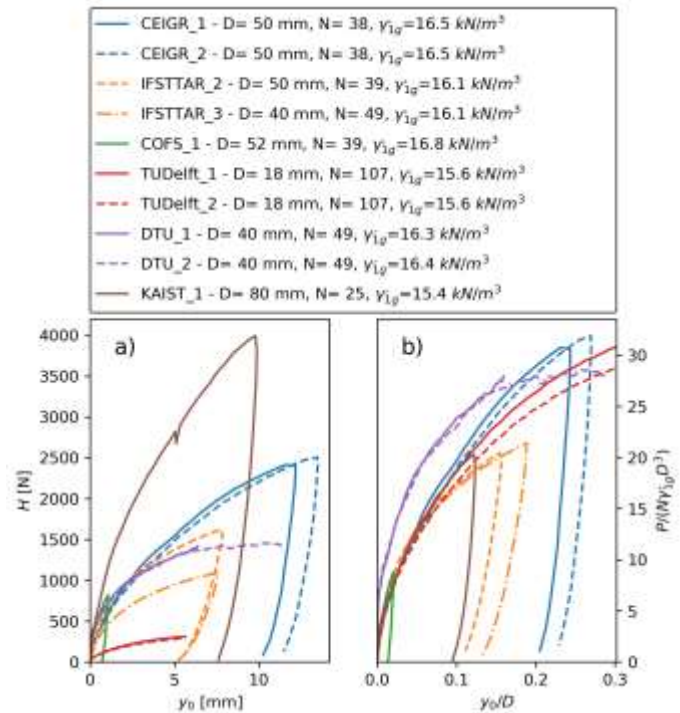 CEIGR_1 - D= 50 mm, N= 38, γ1g=16.5 kN/m³
CEIGR_2 - D= 50 mm, N= 38, γ1g=16.5 kN/m³
IFSTTAR_2 - D= 50 mm, N= 39, γ1g=16.1 kN/m³
IFSTTAR_3 - D= 40 mm, N= 49, γ1g=16.1 kN/m³
COFS_1 - D= 52 mm, N= 39, γ1g=16.8 kN/m³
TUDelft_1 - D= 18 mm, N= 107, γ1g=15.6 kN/m³
TUDelft_2 - D= 18 mm, N= 107, γ1g=15.6 kN/m³
DTU_1 - D= 40 mm, N= 49, γ1g=16.3 kN/m³
DTU_2 - D= 40 mm, N= 49, γ1g=16.4 kN/m³
KAIST_1 - D= 80 mm, N= 25, γ1g=15.4 kN/m³
a)
4000
3500
3000
2500
2000
1500
1000
500
0
H [N]
0 5 10
y₀ [mm]
b)
30
25
20
15
10
5
0
P/(Nγ1gD³)
0.0 0.1 0.2 0.3
y₀/D